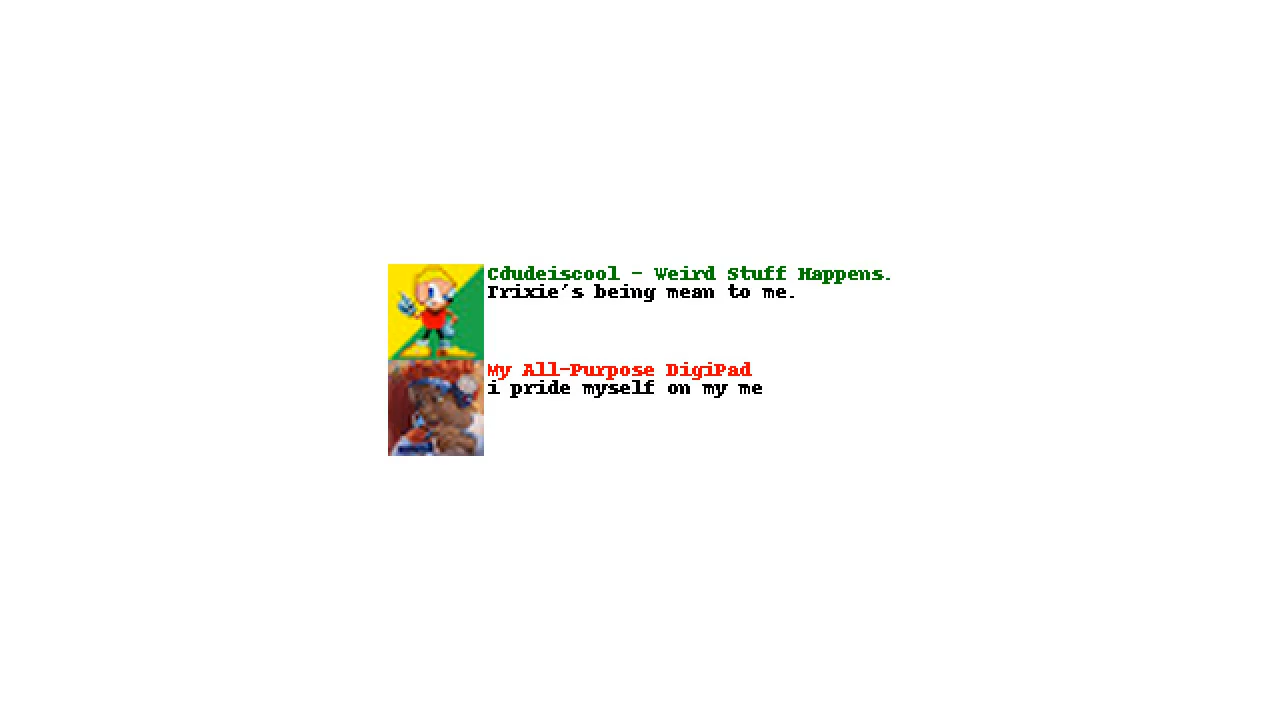 Cdudeiscool - Weird Stuff Happens.
Trixie's being mean to me.
My All-Purpose DigiPad
i pride myself on my me